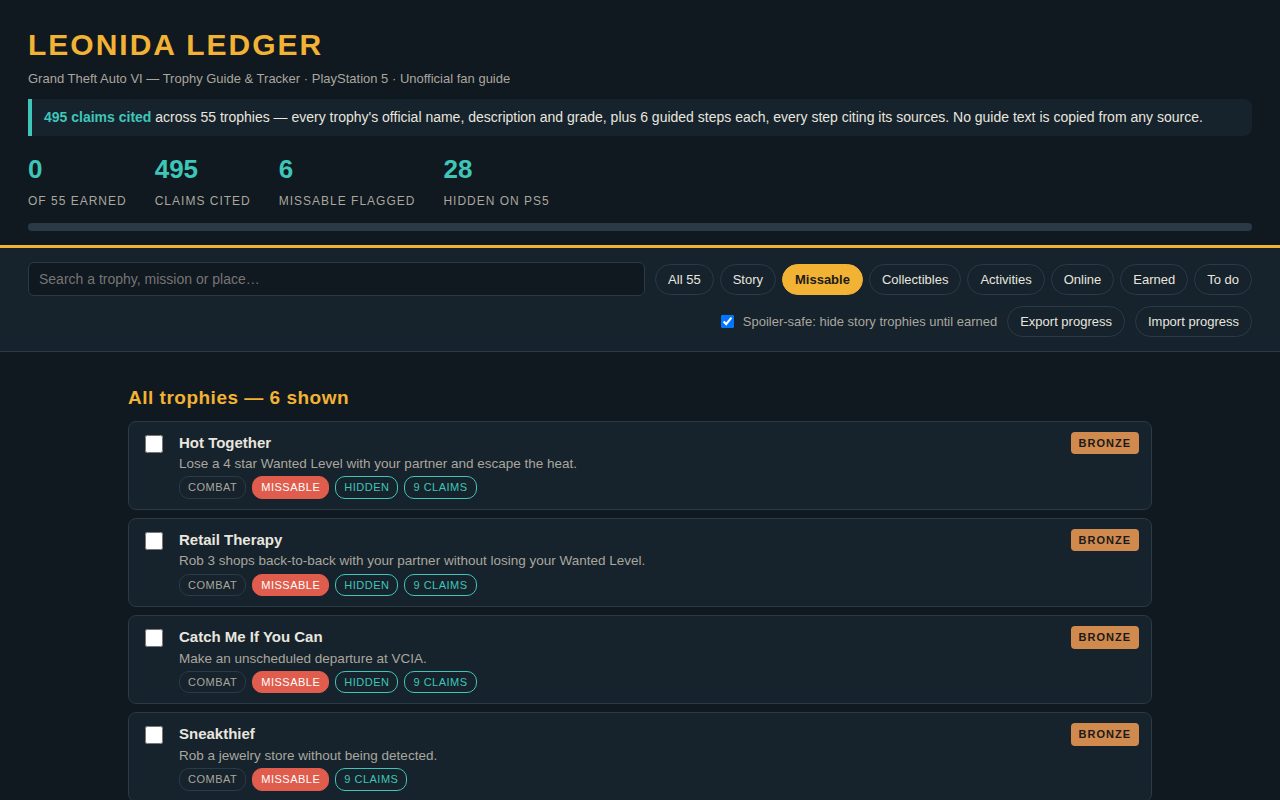 LEONIDA LEDGER
Grand Theft Auto VI — Trophy Guide & Tracker · PlayStation 5 · Unofficial fan guide
495 claims cited across 55 trophies — every trophy's official name, description and grade, plus 6 guided steps each, every step citing its sources. No guide text is copied from any source.
0 495 6 28
OF 55 EARNED CLAIMS CITED MISSABLE FLAGGED HIDDEN ON PS5
Search a trophy, mission or place… All 55 Story Missable Collectibles Activities Online Earned To do
Spoiler-safe: hide story trophies until earned Export progress Import progress
All trophies — 6 shown
Hot Together BRONZE
Lose a 4 star Wanted Level with your partner and escape the heat.
COMBAT MISSABLE HIDDEN 9 CLAIMS
Retail Therapy BRONZE
Rob 3 shops back-to-back with your partner without losing your Wanted Level.
COMBAT MISSABLE HIDDEN 9 CLAIMS
Catch Me If You Can BRONZE
Make an unscheduled departure at VCIA.
COMBAT MISSABLE HIDDEN 9 CLAIMS
Sneakthief BRONZE
Rob a jewelry store without being detected.
COMBAT MISSABLE 9 CLAIMS